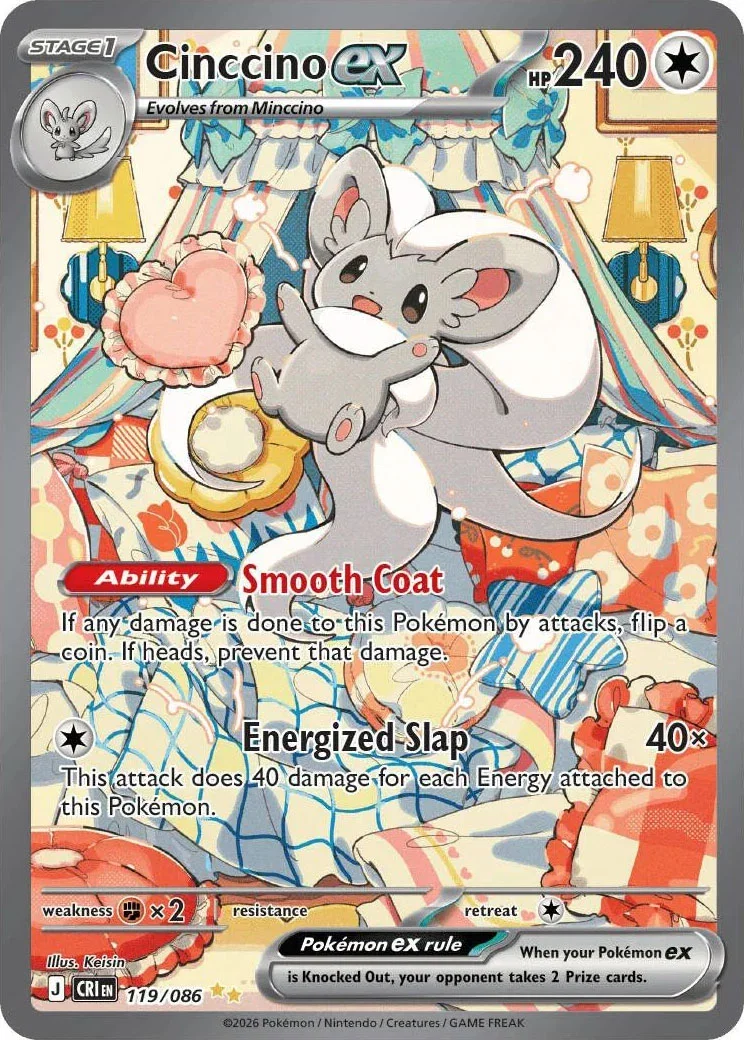 STAGE1
Cinccino ex
HP 240
Evolves from Minccino
Ability Smooth Coat
If any damage is done to this Pokémon by attacks, flip a
coin. If heads, prevent that damage.
Energized Slap 40×
This attack does 40 damage for each Energy attached to
this Pokémon.
weakness ×2 resistance retreat
Pokémon ex rule
When your Pokémon ex
is Knocked Out, your opponent takes 2 Prize cards.
Illus. Keisin
J CRI EN 119/086
©2026 Pokémon / Nintendo / Creatures / GAME FREAK